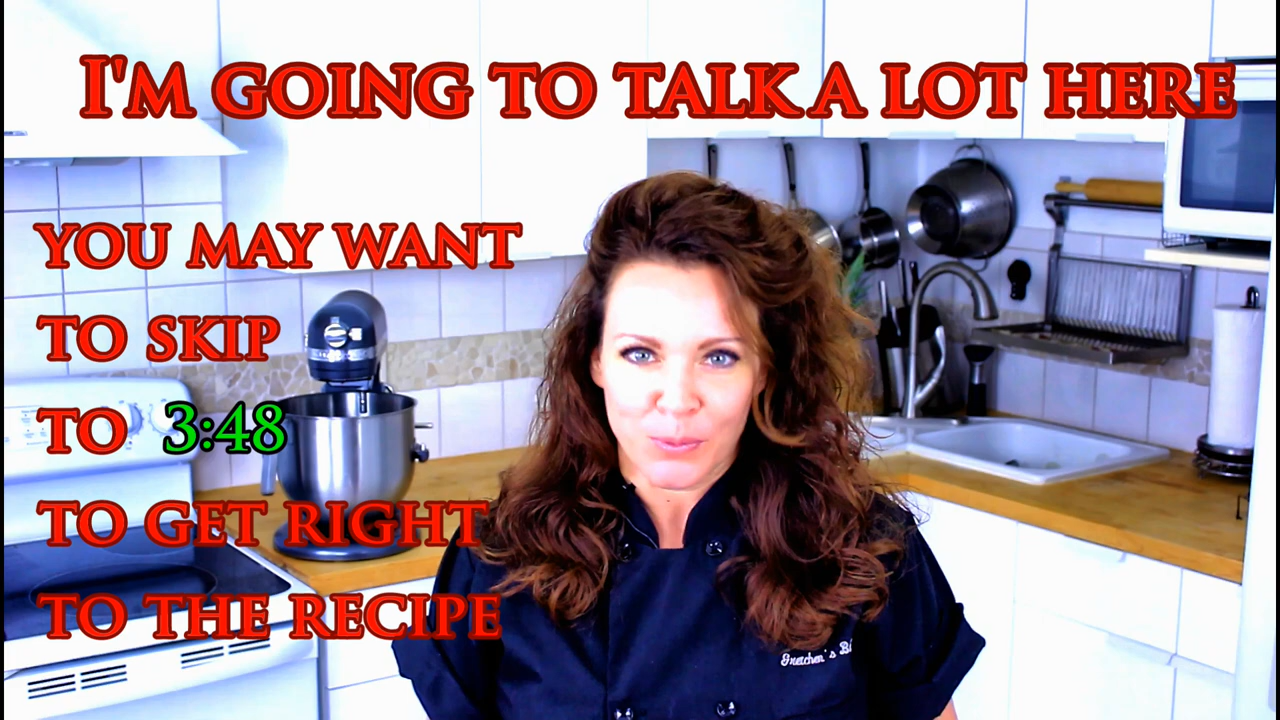 I'M GOING TO TALK A LOT HERE
YOU MAY WANT
TO SKIP
TO 3:48
TO GET RIGHT
TO THE RECIPE
Gretchen's